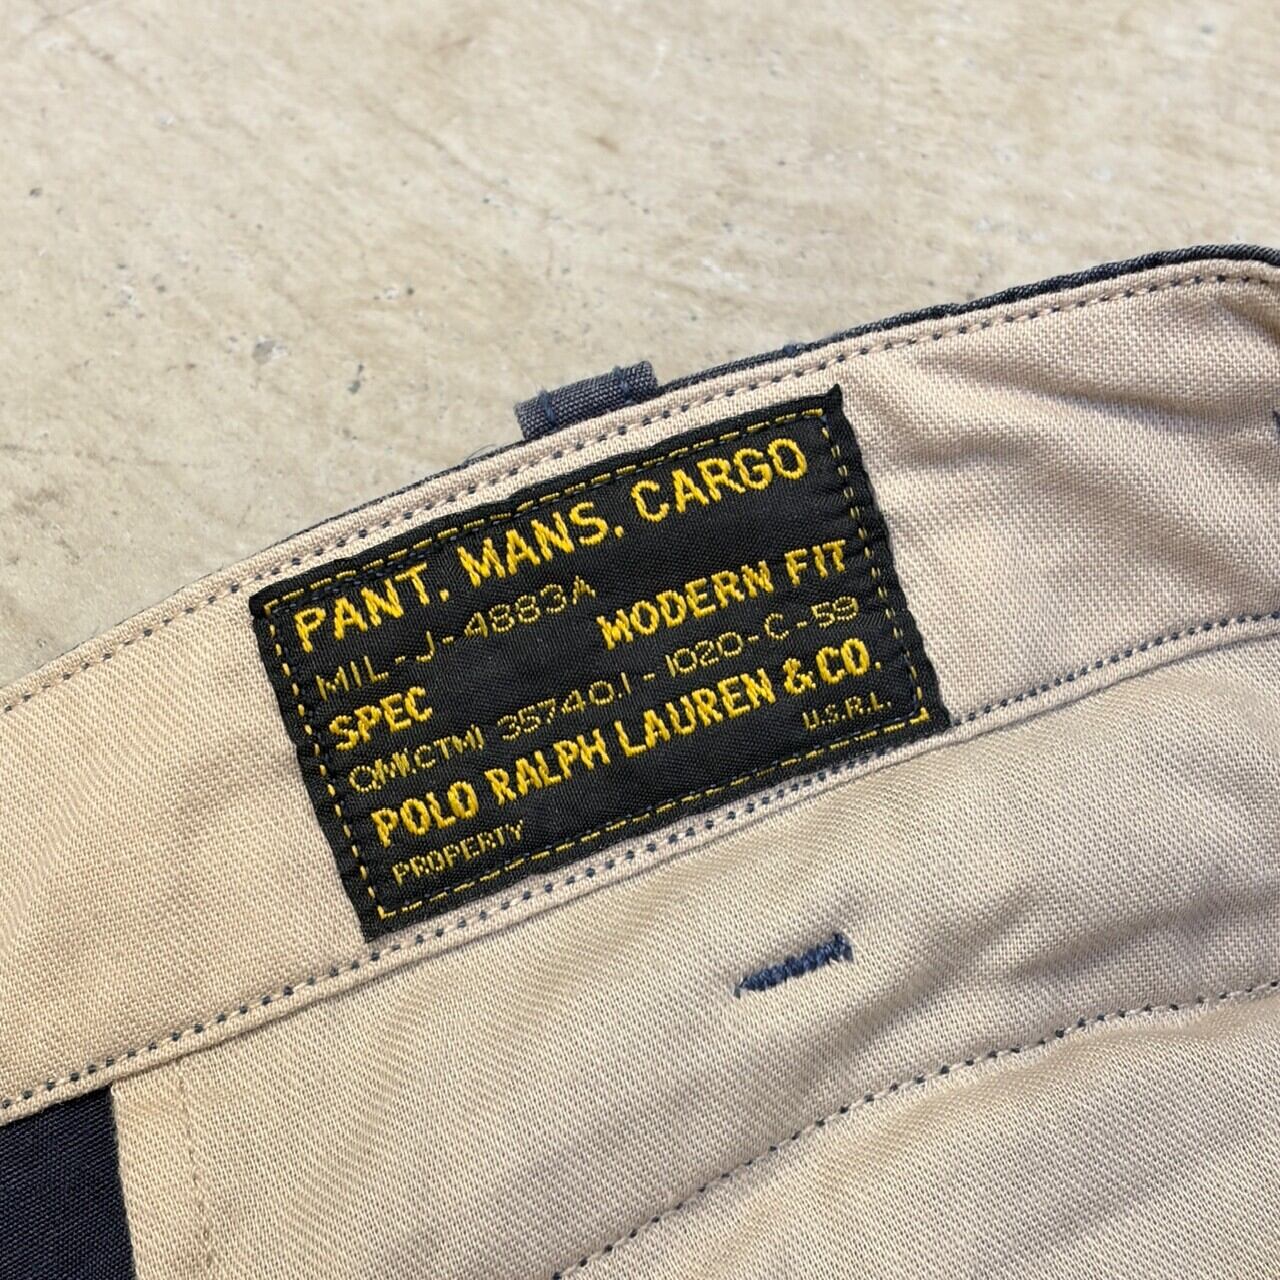 PANT. MANS. CARGO
MIL-J-4883A
MODERN FIT
SPEC
QM(CTM) 35740.1-1020-C-59
POLO RALPH LAUREN & CO.
PROPERTY
U.S.R.L.